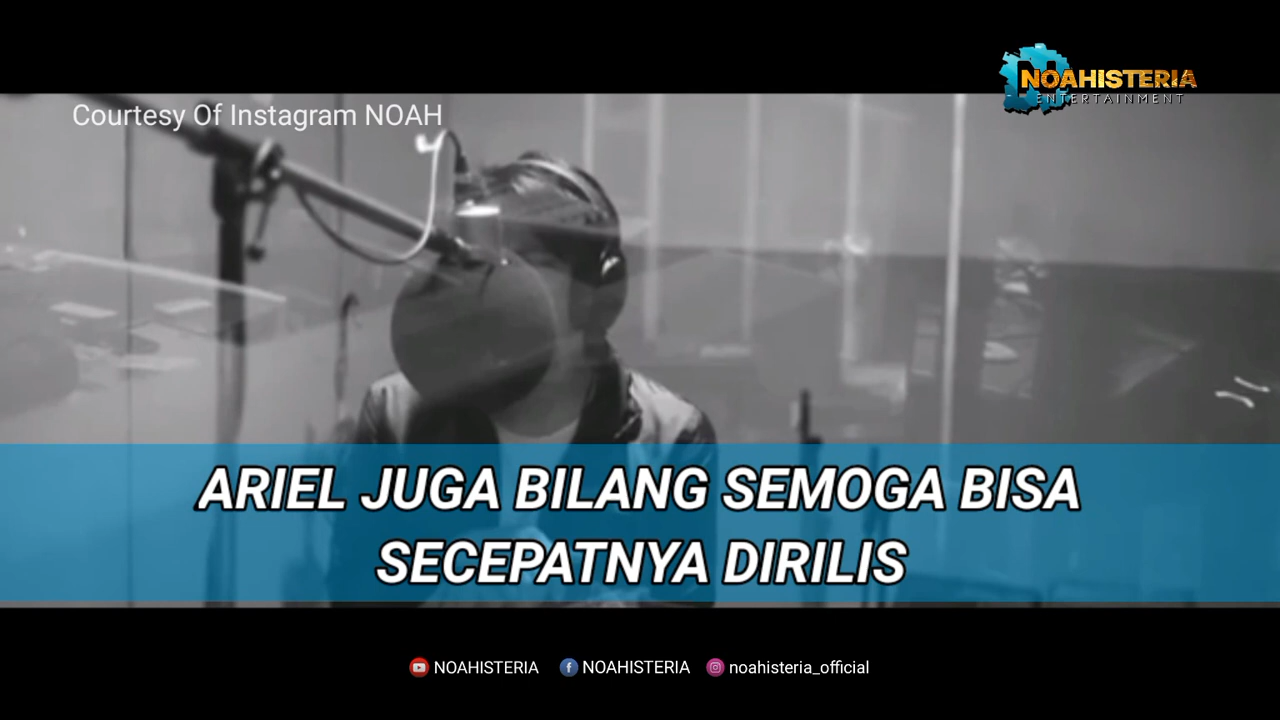 NOAHISTERIA
ENTERTAINMENT
Courtesy Of Instagram NOAH
ARIEL JUGA BILANG SEMOGA BISA
SECEPATNYA DIRILIS
NOAHISTERIA NOAHISTERIA noahisteria_official